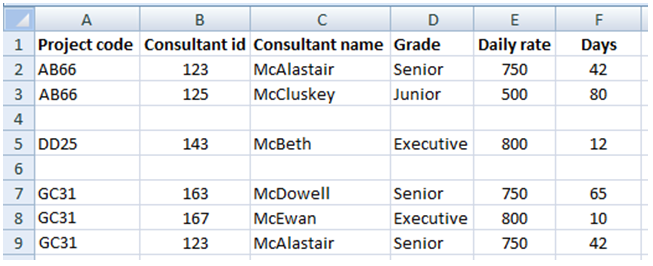 A B C D E F
1 Project code Consultant id Consultant name Grade Daily rate Days
2 AB66 123 McAlastair Senior 750 42
3 AB66 125 McCluskey Junior 500 80
4
5 DD25 143 McBeth Executive 800 12
6
7 GC31 163 McDowell Senior 750 65
8 GC31 167 McEwan Executive 800 10
9 GC31 123 McAlastair Senior 750 42